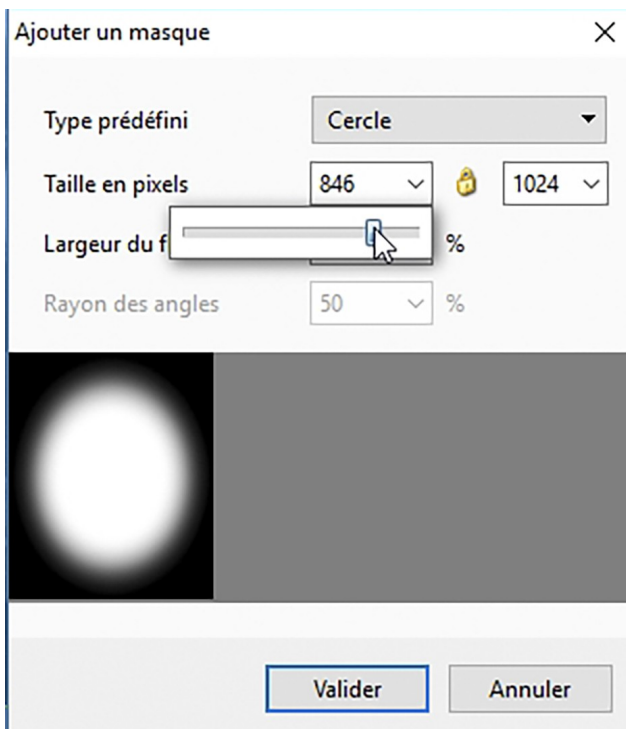 Ajouter un masque
Type prédéfini Cercle
Taille en pixels 846 1024
Largeur du %
Rayon des angles 50 %
Valider Annuler